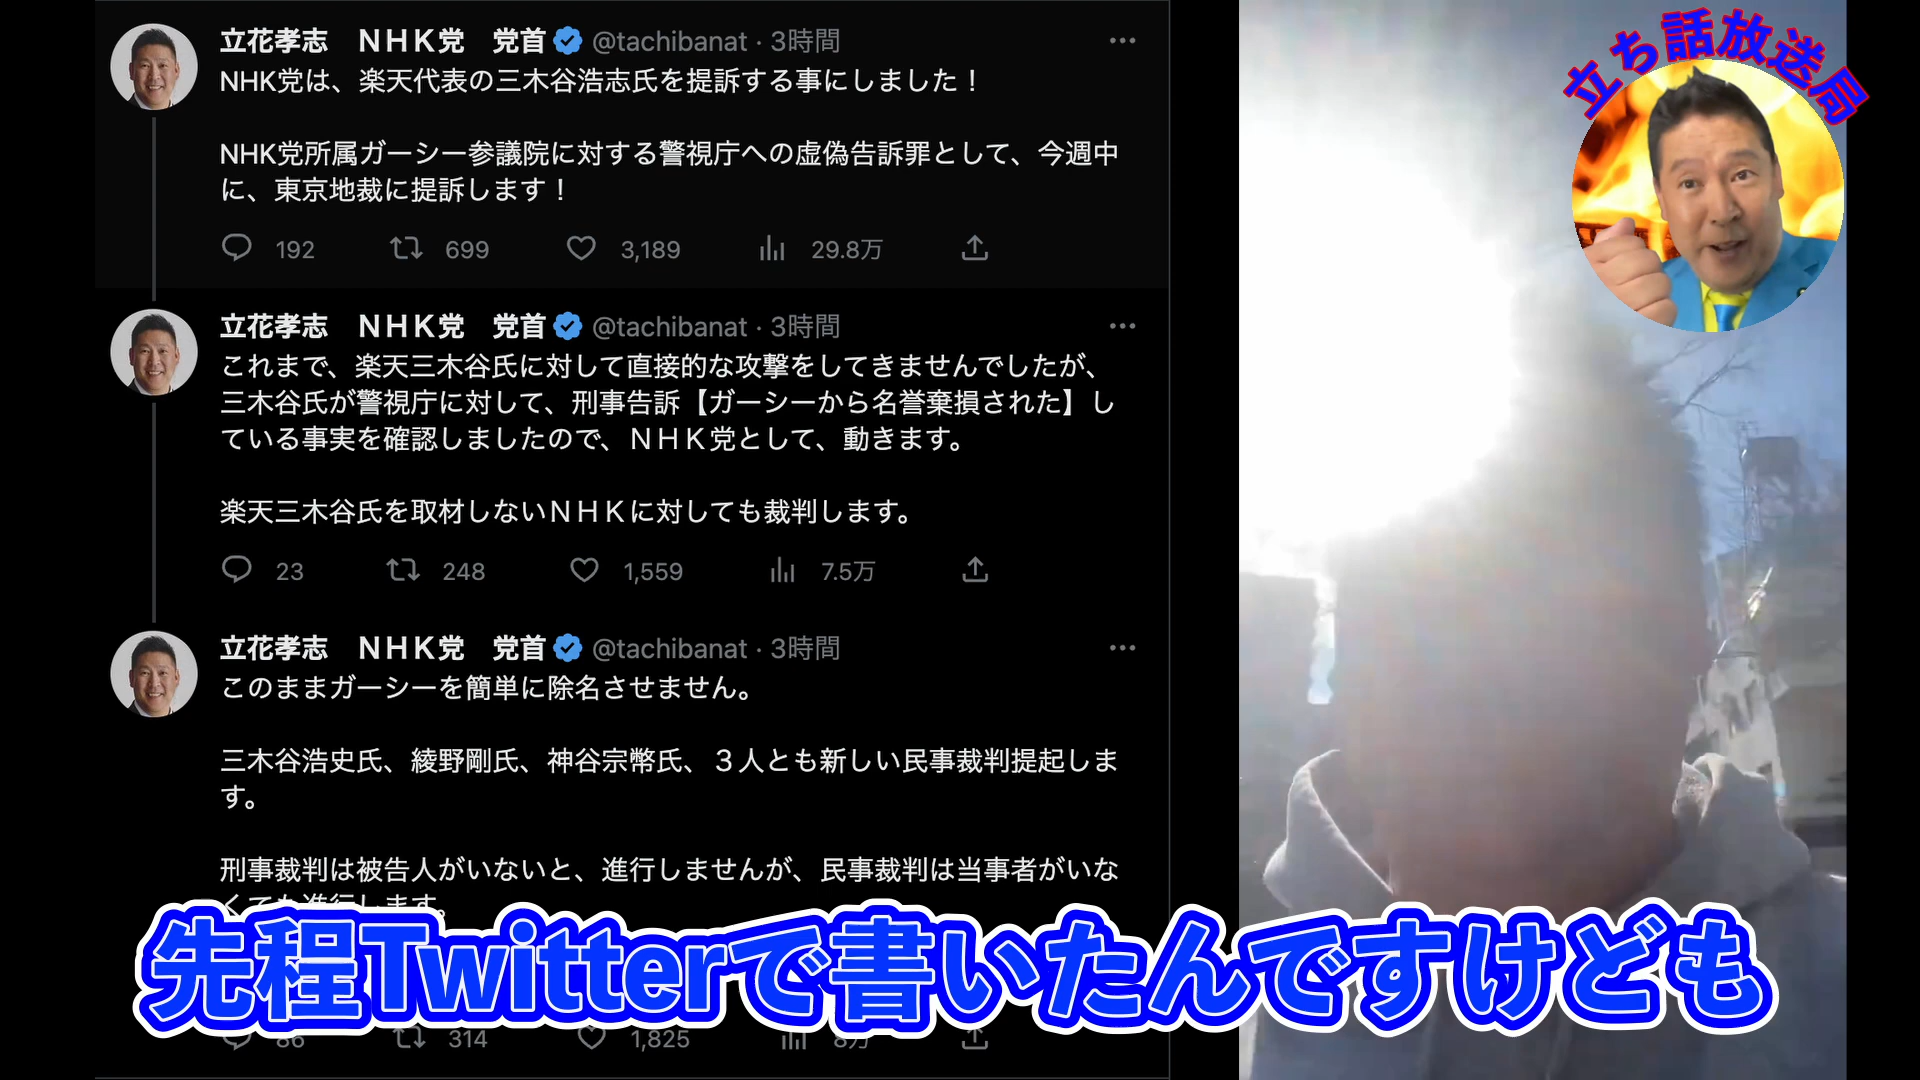 立花孝志　ＮＨＫ党　党首 @tachibanat · 3時間
NHK党は、楽天代表の三木谷浩志氏を提訴する事にしました！
NHK党所属ガーシー参議院に対する警視庁への虚偽告訴罪として、今週中
に、東京地裁に提訴します！
192 699 3,189 29.8万
立花孝志　ＮＨＫ党　党首 @tachibanat · 3時間
これまで、楽天三木谷氏に対して直接的な攻撃をしてきませんでしたが、
三木谷氏が警視庁に対して、刑事告訴【ガーシーから名誉棄損された】し
ている事実を確認しましたので、ＮＨＫ党として、動きます。
楽天三木谷氏を取材しないＮＨＫに対しても裁判します。
23 248 1,559 7.5万
立花孝志　ＮＨＫ党　党首 @tachibanat · 3時間
このままガーシーを簡単に除名させません。
三木谷浩史氏、綾野剛氏、神谷宗幣氏、３人とも新しい民事裁判提起しま
す。
刑事裁判は被告人がいないと、進行しませんが、民事裁判は当事者がいな
くても進行します。
86 314 1,825 8万
立ち話放送局
先程Twitterで書いたんですけども